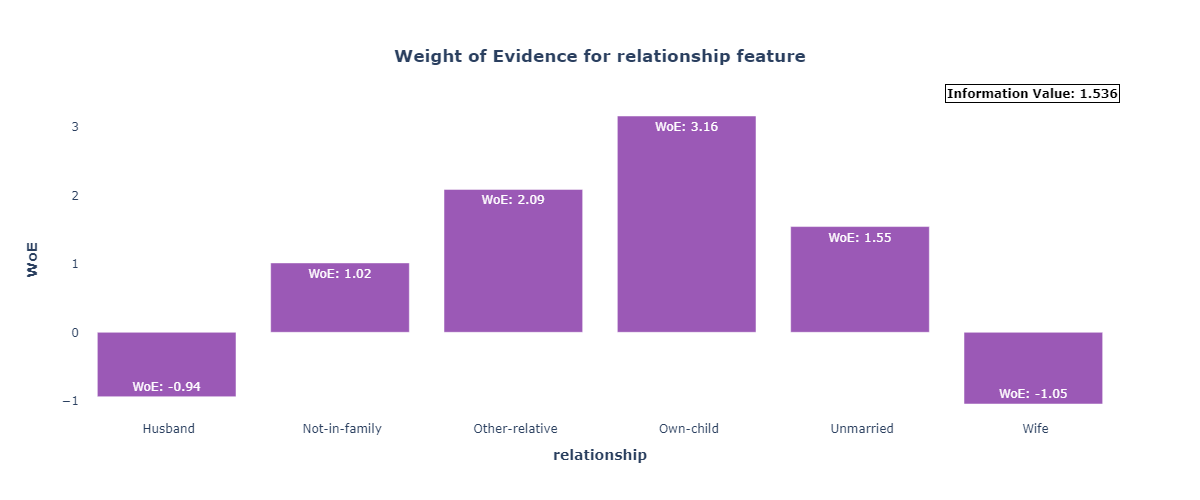 Weight of Evidence for relationship feature
Information Value: 1.536
WoE
3
2
1
0
−1
WoE: -0.94
WoE: 1.02
WoE: 2.09
WoE: 3.16
WoE: 1.55
WoE: -1.05
Husband
Not-in-family
Other-relative
Own-child
Unmarried
Wife
relationship